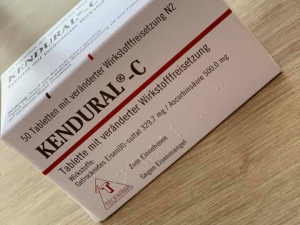 50 Tabletten mit veränderter Wirkstofffreisetzung N2
KENDURAL®-C
Tablette mit veränderter Wirkstofffreisetzung
Wirkstoffe:
Getrocknetes Eisen(II)-sulfat 329,7 mg / Ascorbinsäure 500,0 mg
Zum Einnehmen
Gegen Eisenmangel
TEOFARMA
KENDURAL®-C